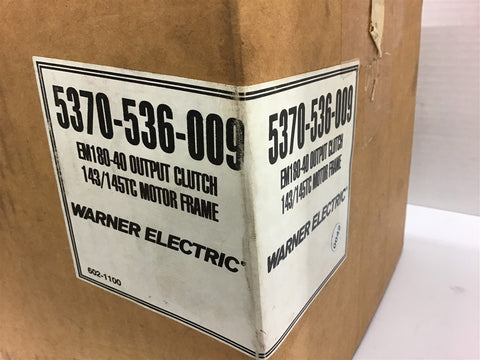 5370-536-009
EM180-40 OUTPUT CLUTCH
143/145TC MOTOR FRAME
WARNER ELECTRIC®
602-1100
5370-536-009
EM180-40 OUTPUT CLUTCH
143/145TC MOTOR FRAME
WARNER ELECTRIC®